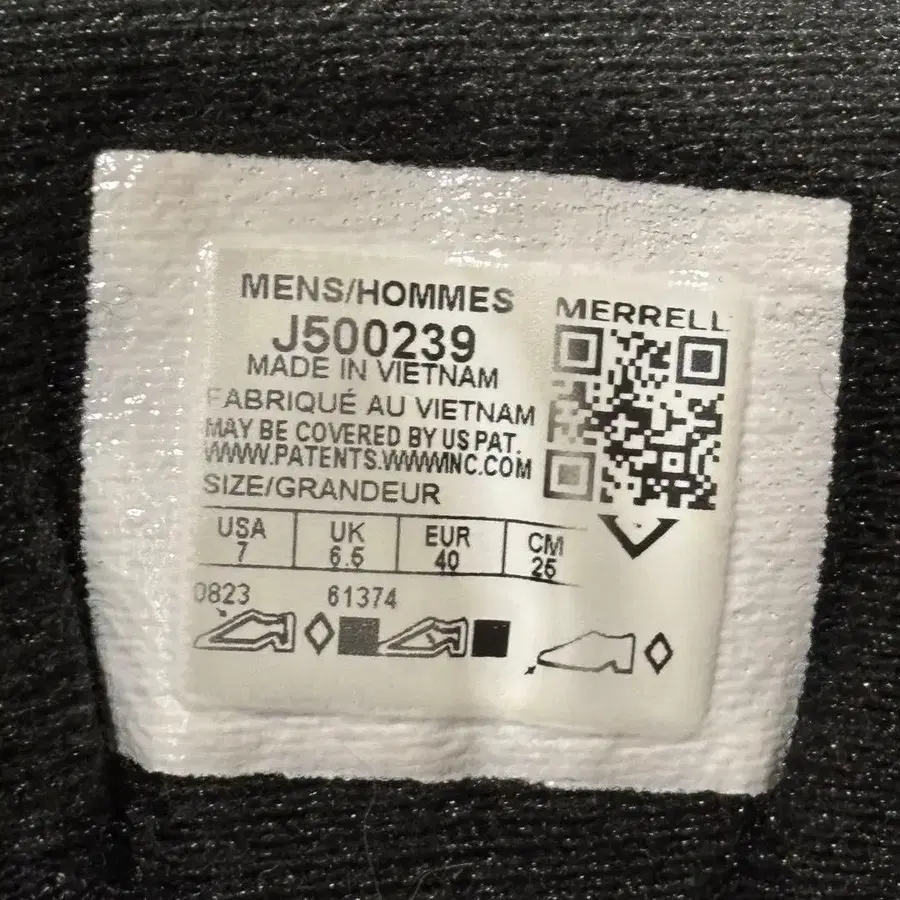 MENS/HOMMES
J500239
MADE IN VIETNAM
FABRIQUÉ AU VIETNAM
MAY BE COVERED BY US PAT.
WWW.PATENTS.WWWINC.COM
SIZE/GRANDEUR
USA UK EUR CM
7 6.5 40 25
0823 61374
MERRELL